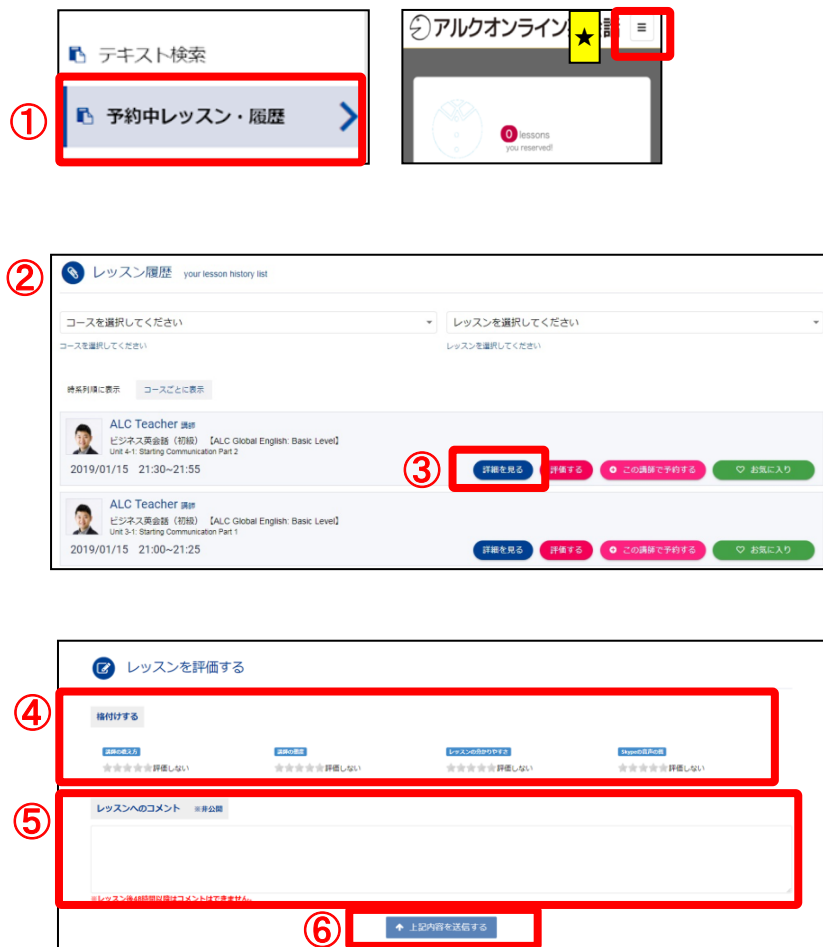 テキスト検索
①
予約中レッスン・履歴
アルクオンライン
★
0 lessons
you reserved!
②
レッスン履歴 your lesson history list
コースを選択してください
レッスンを選択してください
コースを選択してください
レッスンを選択してください
時系列順に表示 コースごとに表示
ALC Teacher 講師
ビジネス英会話（初級） 【ALC Global English: Basic Level】
Unit 4-1: Starting Communication Part 2
2019/01/15 21:30~21:55
③
詳細を見る 評価する この講師で予約する お気に入り
ALC Teacher 講師
ビジネス英会話（初級） 【ALC Global English: Basic Level】
Unit 3-1: Starting Communication Part 1
2019/01/15 21:00~21:25
詳細を見る 評価する この講師で予約する お気に入り
レッスンを評価する
④
格付けする
講師の教え方 講師の態度 レッスンの分かりやすさ Skypeの音声の質
★★★★★評価しない ★★★★★評価しない ★★★★★評価しない ★★★★★評価しない
⑤
レッスンへのコメント ※非公開
※レッスン後48時間以降はコメントはできません。
⑥
上記内容を送信する